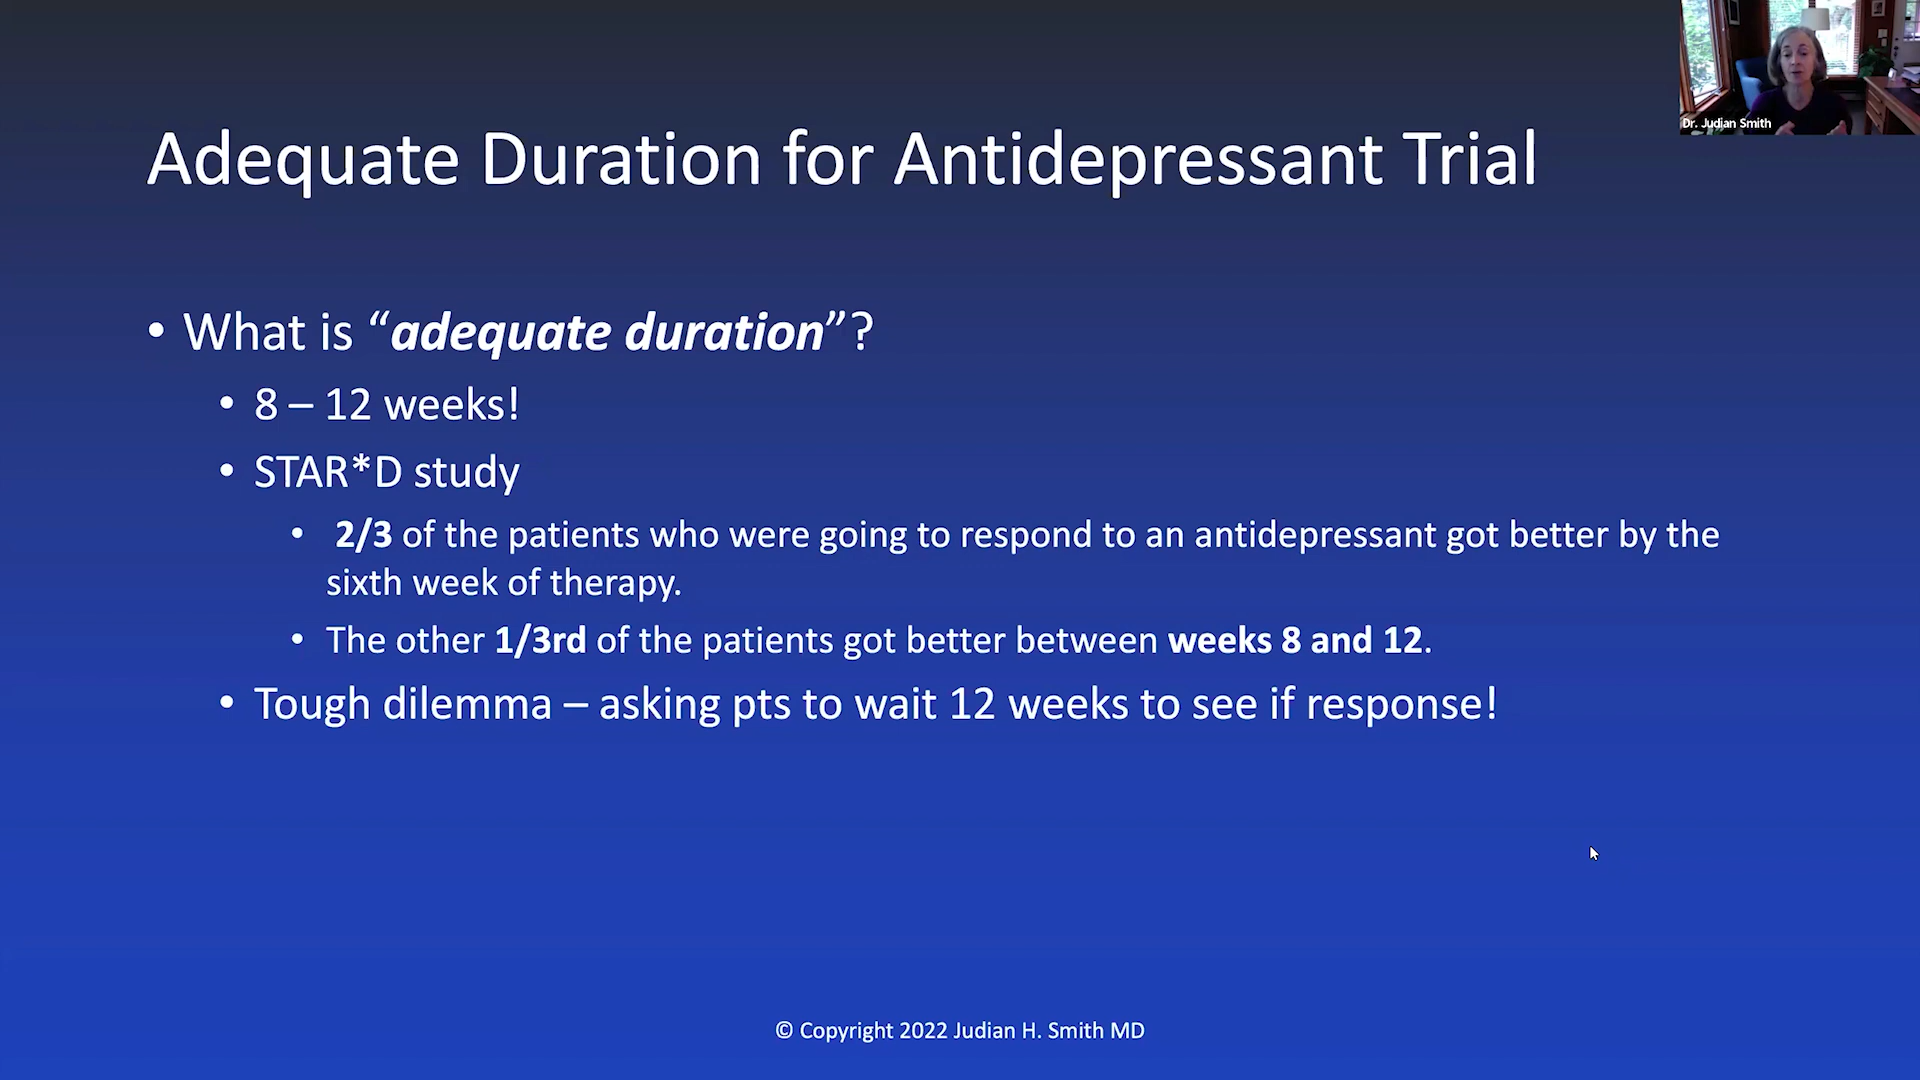 Dr. Judian Smith
Adequate Duration for Antidepressant Trial
• What is “adequate duration”?
• 8 – 12 weeks!
• STAR*D study
• 2/3 of the patients who were going to respond to an antidepressant got better by the
sixth week of therapy.
• The other 1/3rd of the patients got better between weeks 8 and 12.
• Tough dilemma – asking pts to wait 12 weeks to see if response!
© Copyright 2022 Judian H. Smith MD